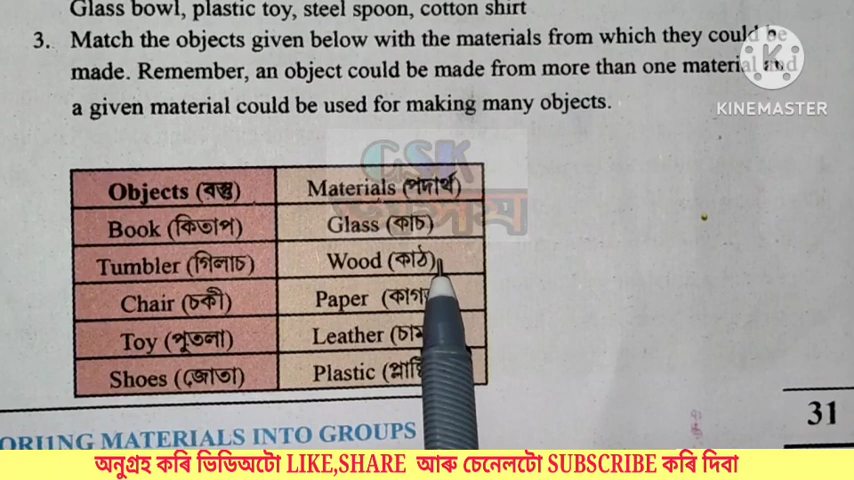 Glass bowl, plastic toy, steel spoon, cotton shirt
3. Match the objects given below with the materials from which they could be
made. Remember, an object could be made from more than one material and
a given material could be used for making many objects.
KINEMASTER
GSK
Objects (বস্তু) Materials (পদাৰ্থ)
Book (কিতাপ) Glass (কাচ)
Tumbler (গিলাচ) Wood (কাঠ)
Chair (চকী) Paper
Toy (পুতলা) Leather
Shoes (জোতা) Plastic
31
MATERIALS INTO GROUPS
অনুগ্ৰহ কৰি ভিডিঅটো LIKE,SHARE আৰু চেনেলটো SUBSCRIBE কৰি দিবা